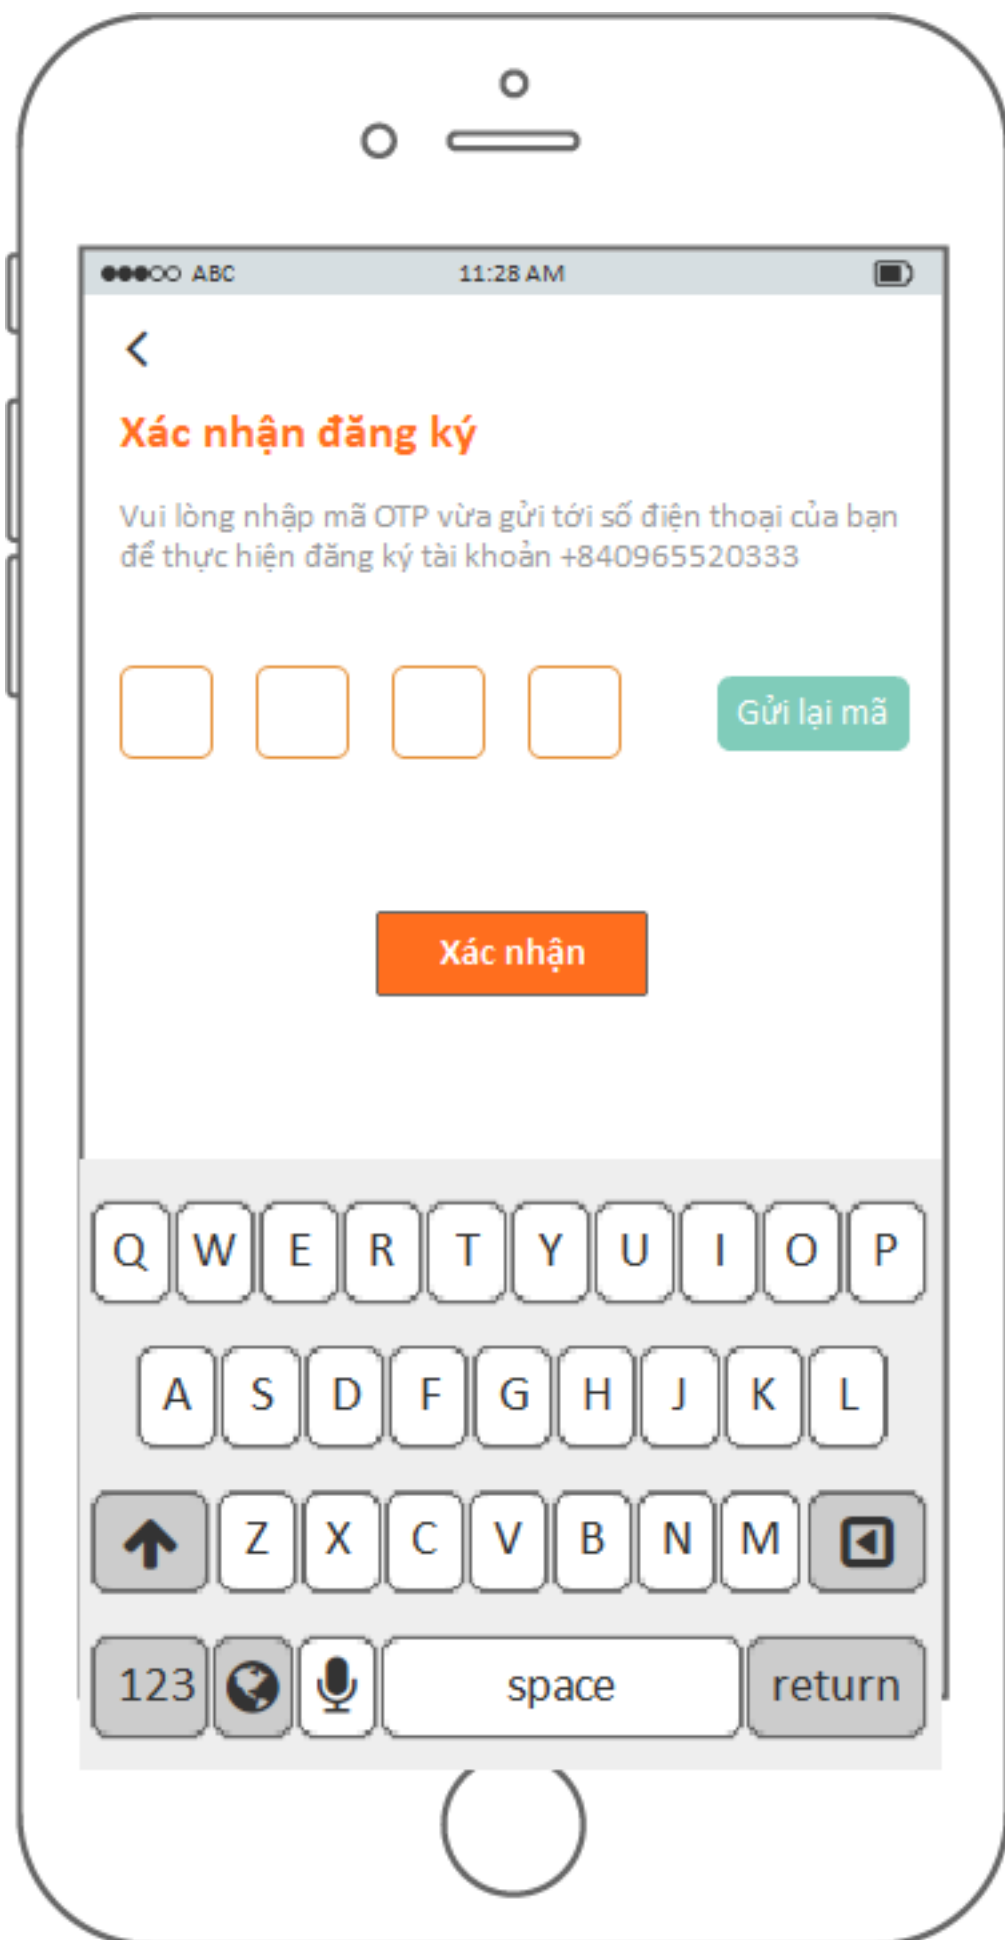 ABC 11:28 AM
Xác nhận đăng ký
Vui lòng nhập mã OTP vừa gửi tới số điện thoại của bạn
để thực hiện đăng ký tài khoản +840965520333
Gửi lại mã
Xác nhận
Q W E R T Y U I O P
A S D F G H J K L
Z X C V B N M
123 space return